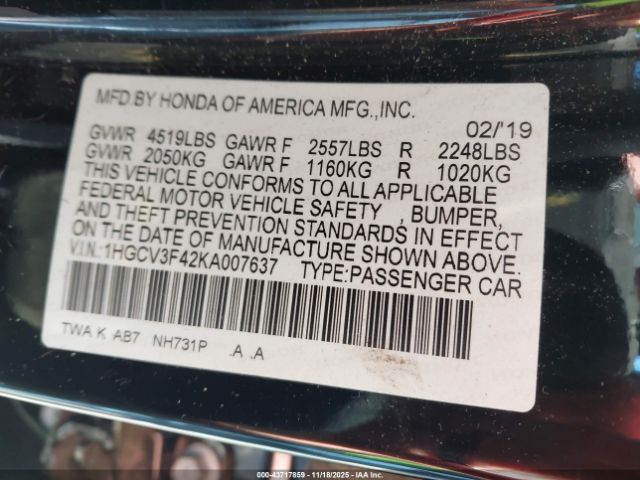 MFD.BY HONDA OF AMERICA MFG.,INC.
02/'19
GVWR 4519LBS GAWR F 2557LBS R 2248LBS
GVWR 2050KG GAWR F 1160KG R 1020KG
THIS VEHICLE CONFORMS TO ALL APPLICABLE
FEDERAL MOTOR VEHICLE SAFETY , BUMPER,
AND THEFT PREVENTION STANDARDS IN EFFECT
ON THE DATE OF MANUFACTURE SHOWN ABOVE.
V.I.N.:1HGCV3F42KA007637 TYPE:PASSENGER CAR
TWA K AB7 NH731P .A .A
000-43717859 | 11/18/2025 - IAA Inc.